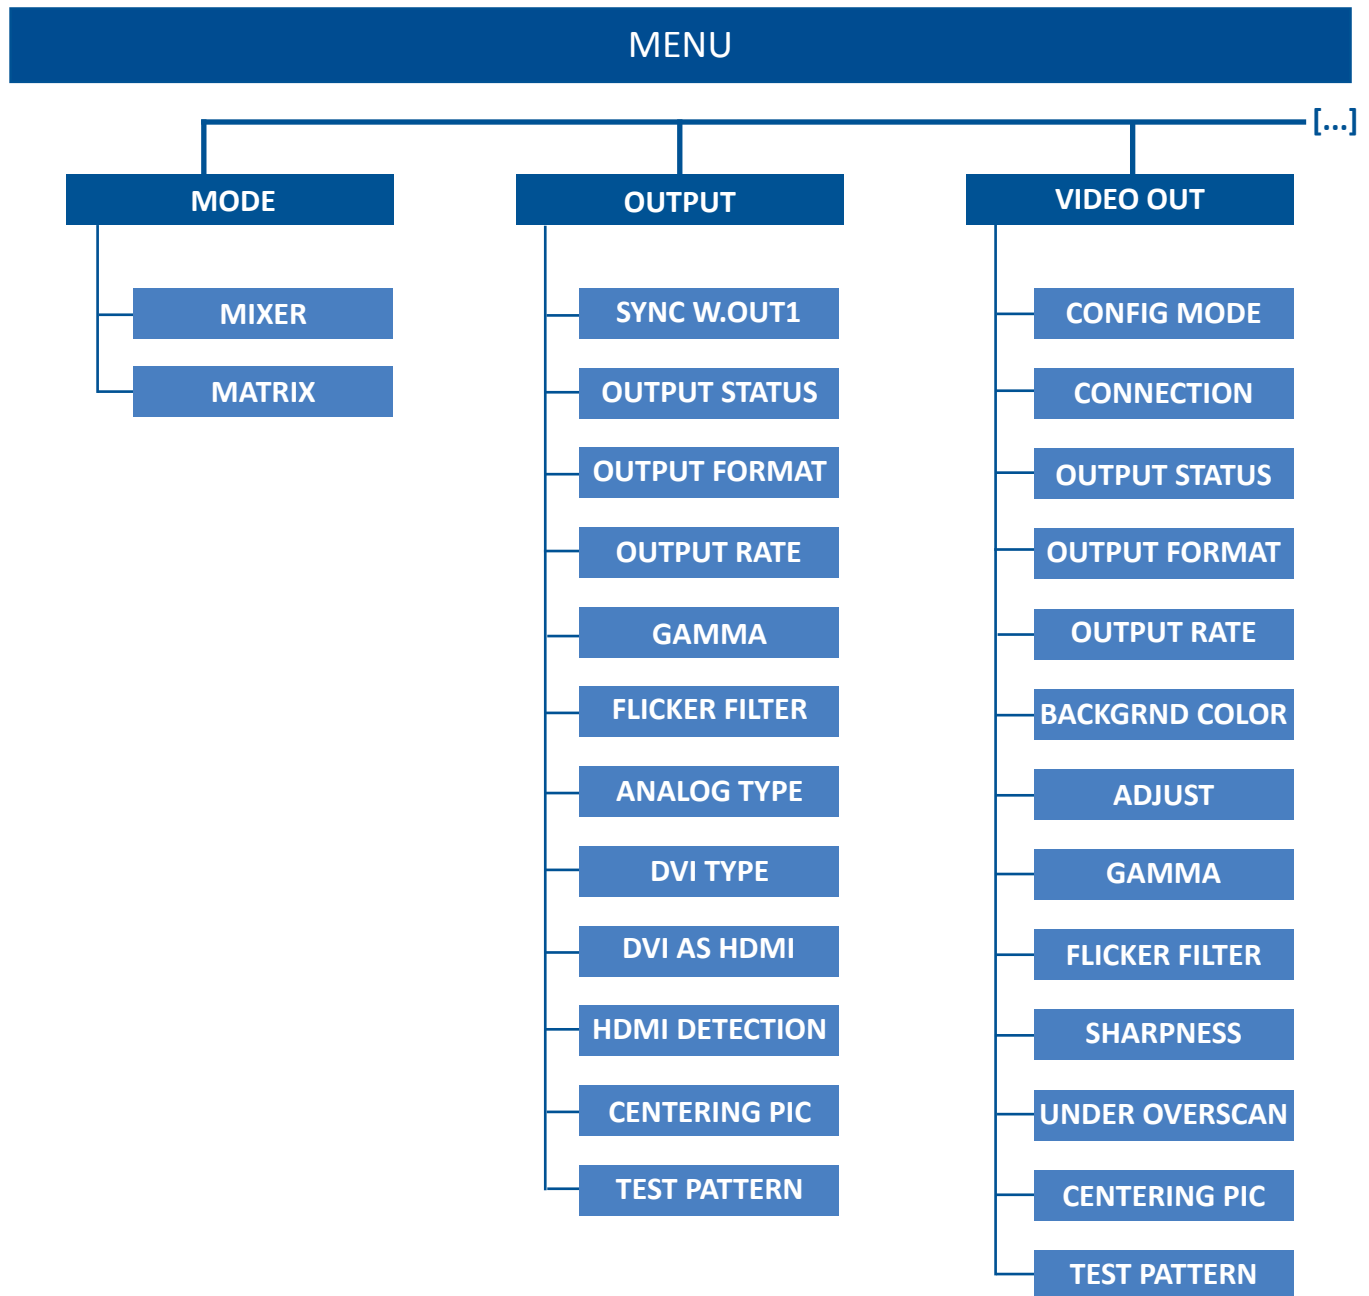 MENU
[...]
MODE
MIXER
MATRIX
OUTPUT
SYNC W.OUT1
OUTPUT STATUS
OUTPUT FORMAT
OUTPUT RATE
GAMMA
FLICKER FILTER
ANALOG TYPE
DVI TYPE
DVI AS HDMI
HDMI DETECTION
CENTERING PIC
TEST PATTERN
VIDEO OUT
CONFIG MODE
CONNECTION
OUTPUT STATUS
OUTPUT FORMAT
OUTPUT RATE
BACKGRND COLOR
ADJUST
GAMMA
FLICKER FILTER
SHARPNESS
UNDER OVERSCAN
CENTERING PIC
TEST PATTERN